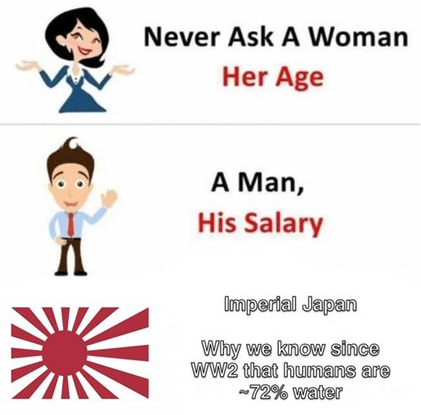 Never Ask A Woman
Her Age
A Man,
His Salary
Imperial Japan
Why we know since
WW2 that humans are
~72% water